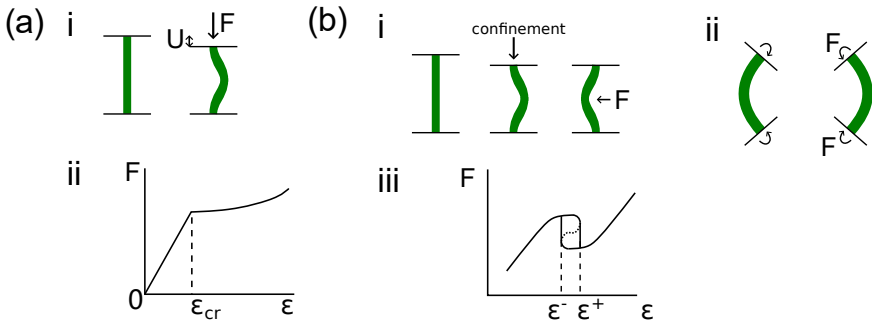 (a)
i
U
F
ii
F
0
εcr
ε
(b)
i
confinement
F
ii
F
F
iii
F
ε-
ε+
ε